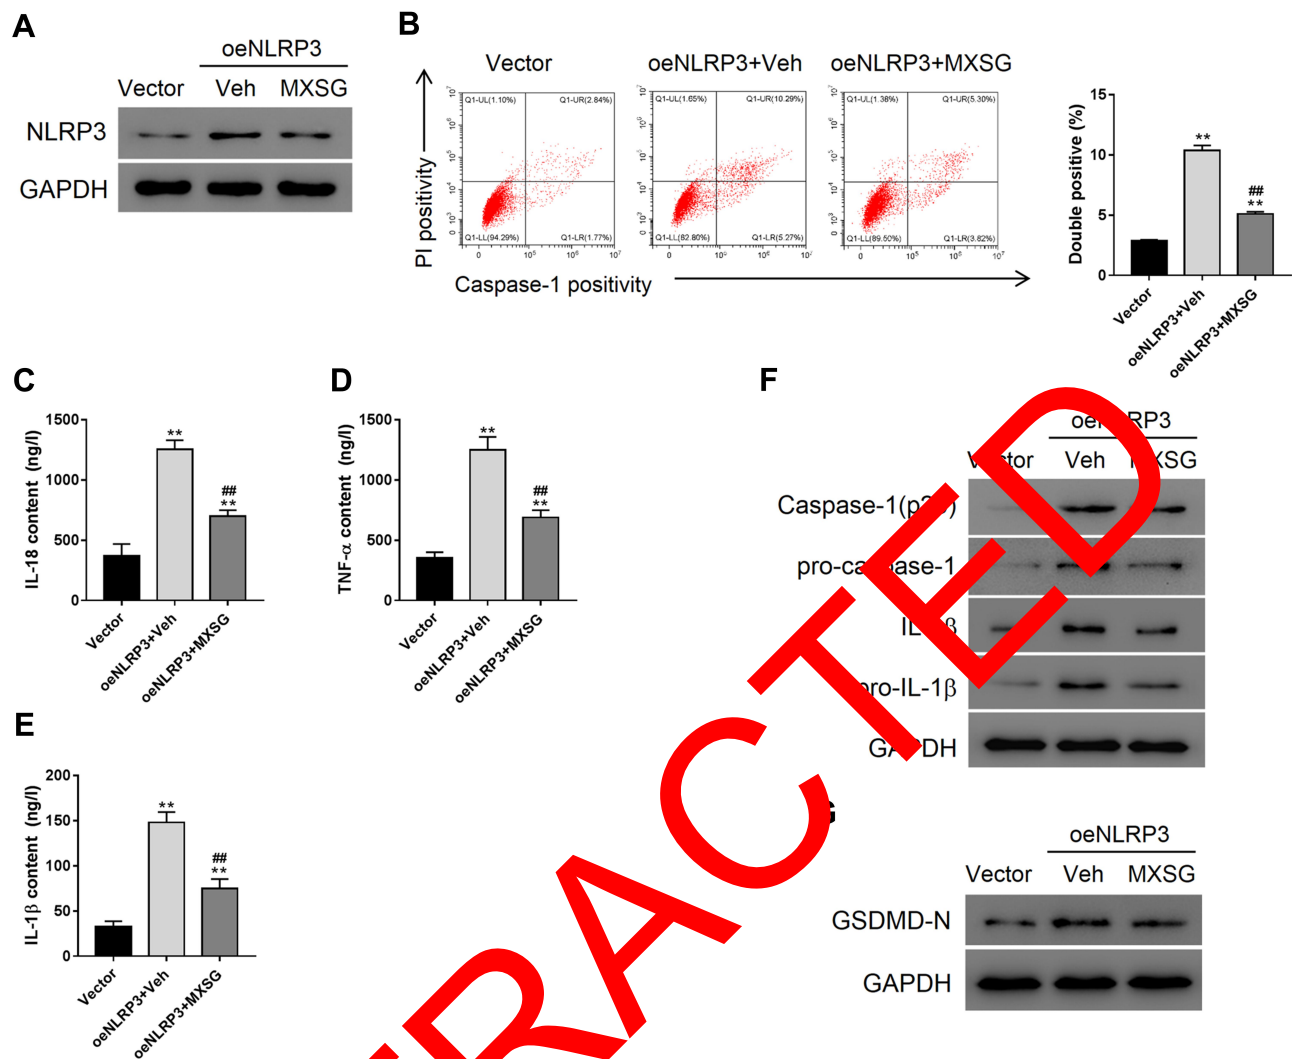 A
oeNLRP3
Vector Veh MXSG
NLRP3
GAPDH
B
Vector oeNLRP3+Veh oeNLRP3+MXSG
PI positivity
Q1-UL(1.10%) Q1-UR(2.84%)
Q1-LL(94.29%) Q1-LR(1.77%)
Q1-UL(1.65%) Q1-UR(10.29%)
Q1-LL(82.80%) Q1-LR(5.27%)
Q1-UL(1.38%) Q1-UR(5.30%)
Q1-LL(89.50%) Q1-LR(3.82%)
Caspase-1 positivity
Double positive (%)
15
10
5
0
**
##
**
Vector
oeNLRP3+Veh
oeNLRP3+MXSG
C
IL-18 content (ng/l)
1500
1000
500
0
**
##
**
Vector
oeNLRP3+Veh
oeNLRP3+MXSG
D
TNF-α content (ng/l)
1500
1000
500
0
**
##
**
Vector
oeNLRP3+Veh
oeNLRP3+MXSG
E
IL-1β content (ng/l)
200
150
100
50
0
**
##
**
Vector
oeNLRP3+Veh
oeNLRP3+MXSG
F
Veh
pro-IL-1β
GAPDH
oeNLRP3
Vector Veh MXSG
GSDMD-N
GAPDH
RACTED